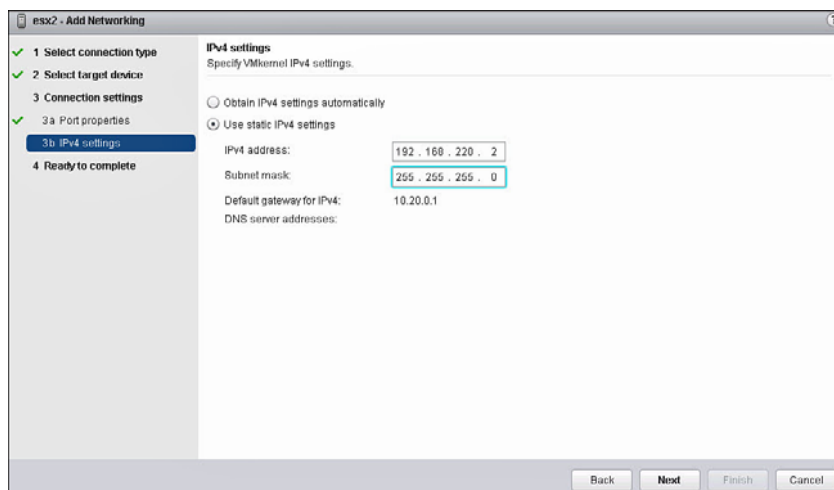 esx2 - Add Networking
1 Select connection type
2 Select target device
3 Connection settings
3a Port properties
3b IPv4 settings
4 Ready to complete
IPv4 settings
Specify VMkernel IPv4 settings.
Obtain IPv4 settings automatically
Use static IPv4 settings
IPv4 address: 192 . 168 . 220 . 2
Subnet mask: 255 . 255 . 255 . 0
Default gateway for IPv4: 10.20.0.1
DNS server addresses:
Back Next Finish Cancel